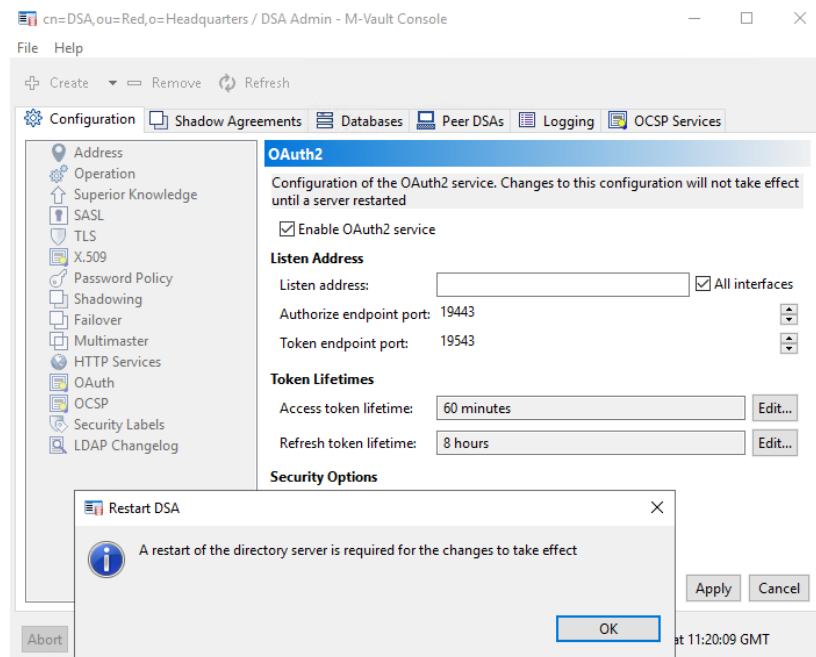 cn=DSA,ou=Red,o=Headquarters / DSA Admin - M-Vault Console
File Help
Create Remove Refresh
Configuration Shadow Agreements Databases Peer DSAs Logging OCSP Services
Address
Operation
Superior Knowledge
SASL
TLS
X.509
Password Policy
Shadowing
Failover
Multimaster
HTTP Services
OAuth
OCSP
Security Labels
LDAP Changelog
OAuth2
Configuration of the OAuth2 service. Changes to this configuration will not take effect
until a server restarted
Enable OAuth2 service
Listen Address
Listen address: All interfaces
Authorize endpoint port: 19443
Token endpoint port: 19543
Token Lifetimes
Access token lifetime: 60 minutes Edit...
Refresh token lifetime: 8 hours Edit...
Security Options
Restart DSA
A restart of the directory server is required for the changes to take effect
OK
Apply Cancel
Abort
at 11:20:09 GMT